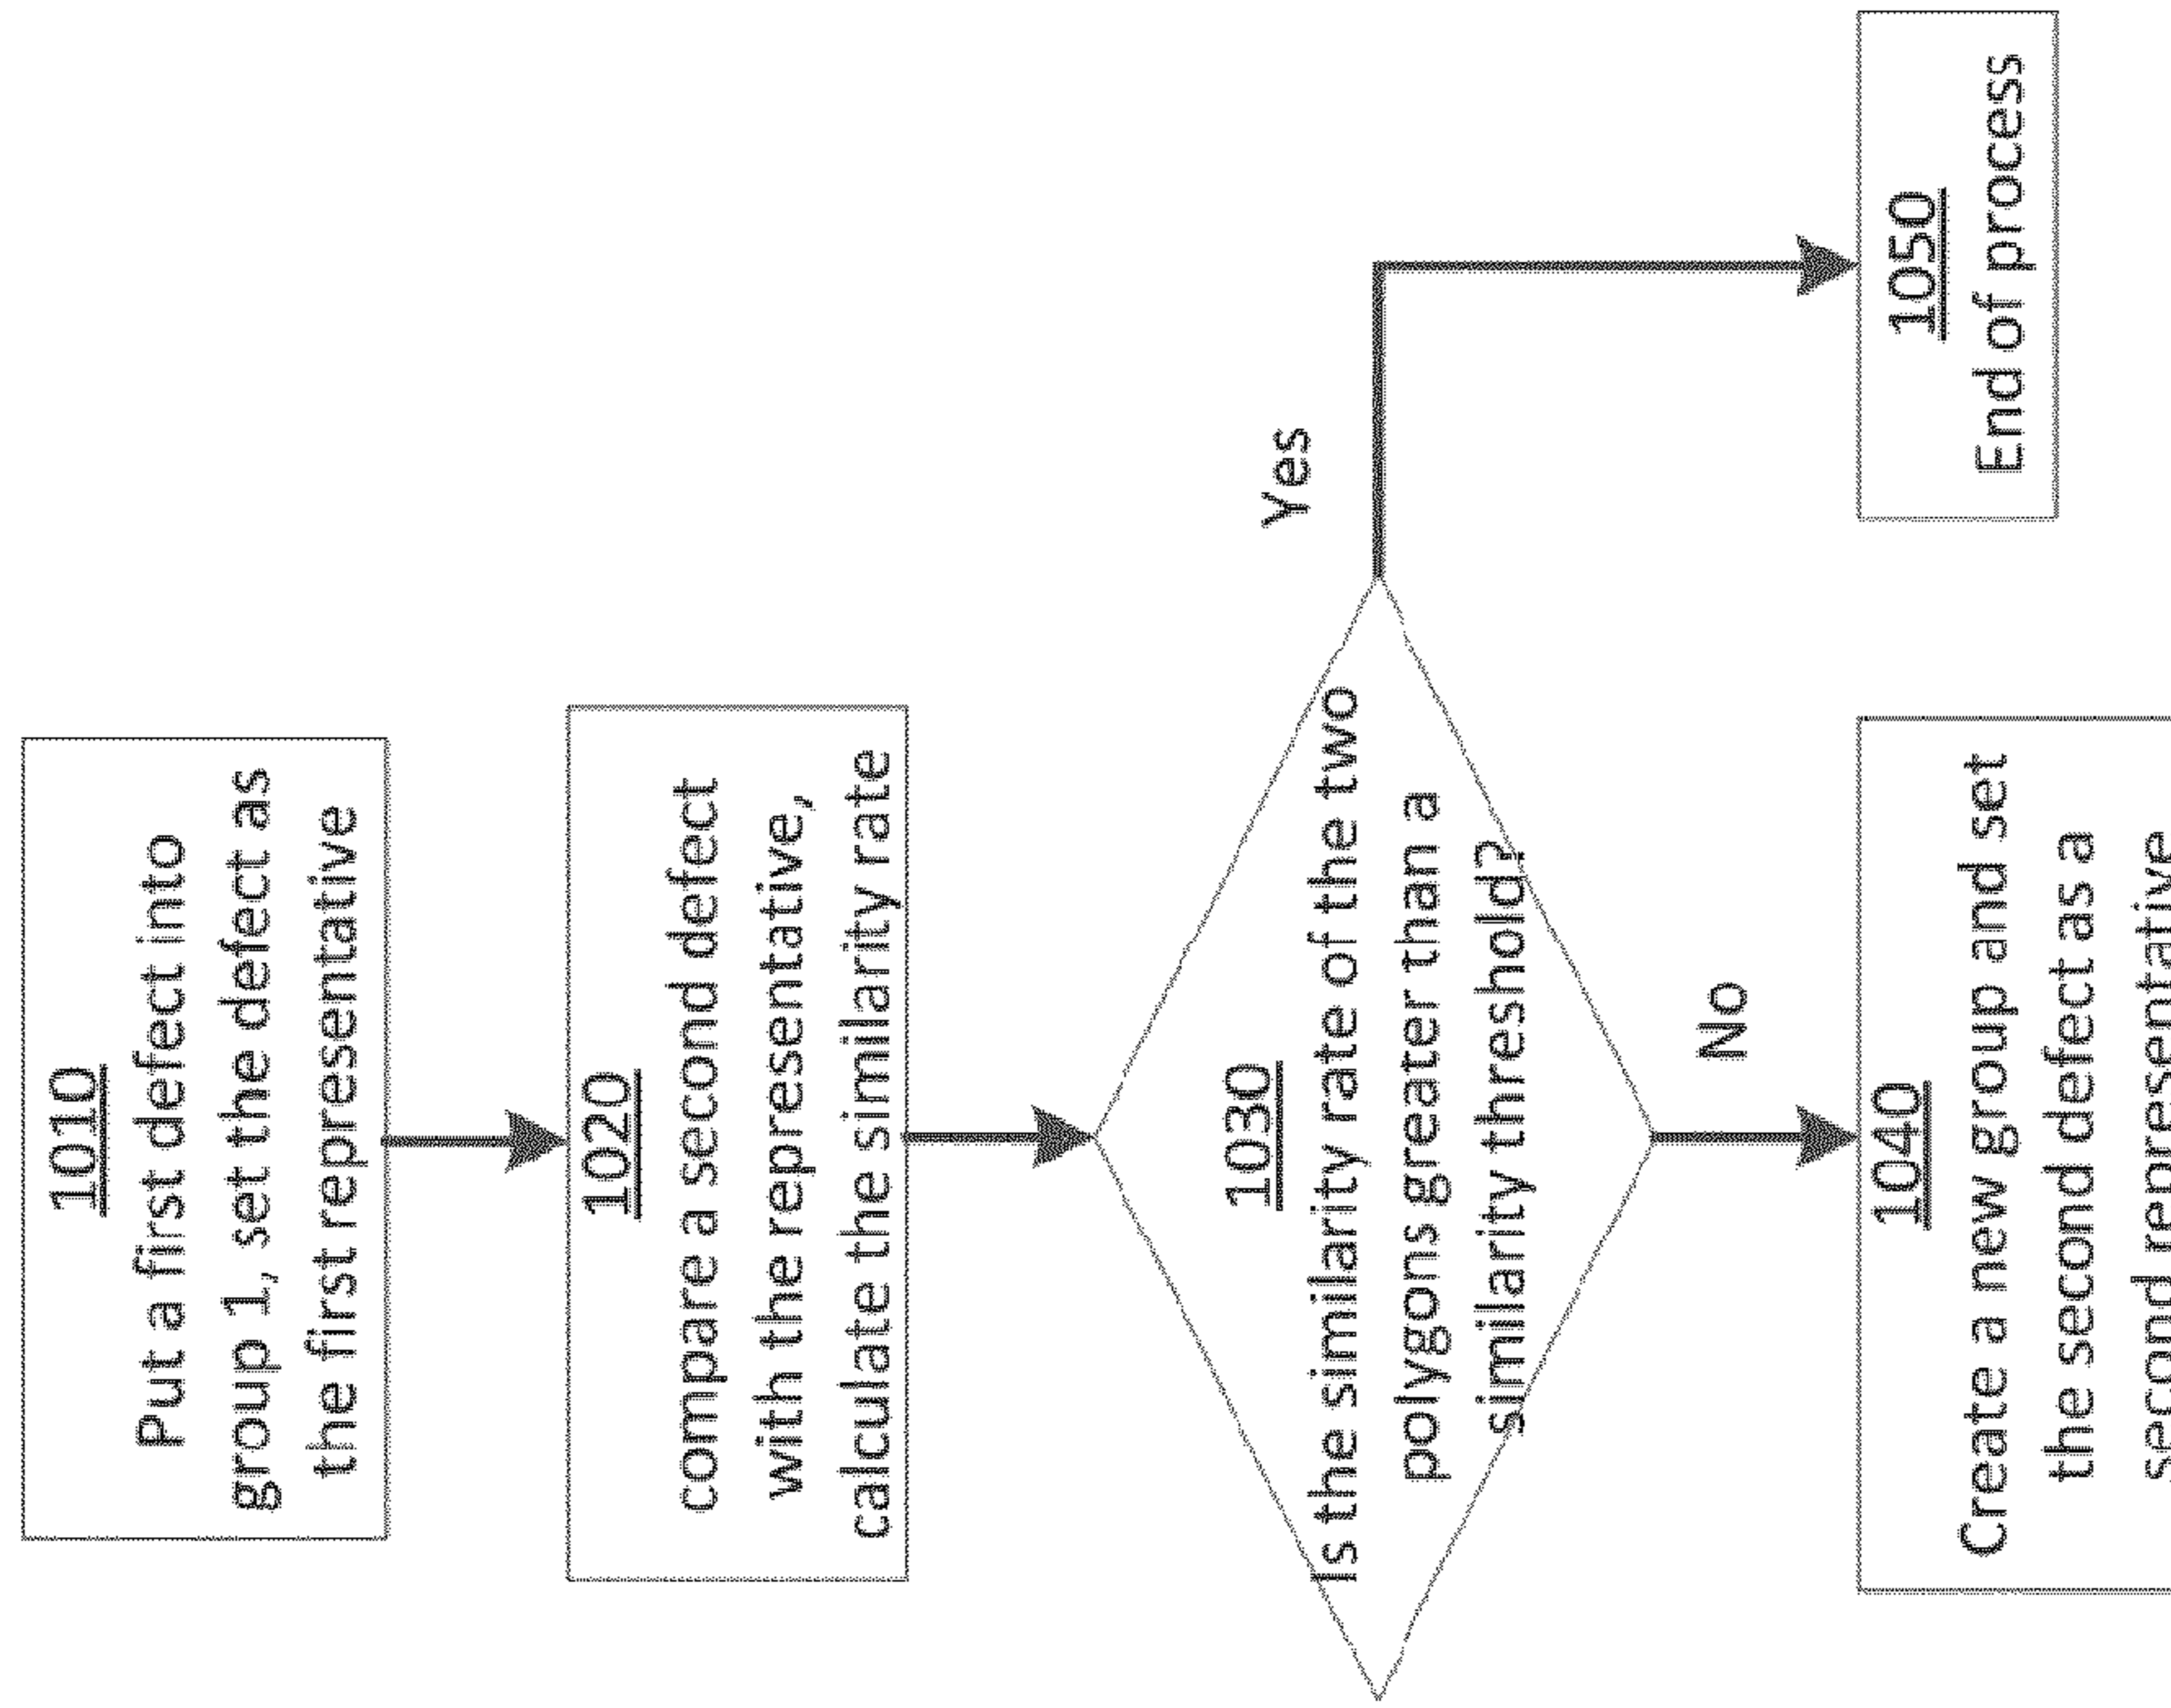 1010
Put a first defect into
group 1, set the defect as
the first representative
1020
compare a second defect
with the representative,
calculate the similarity rate
1030
Is the similarity rate of the two
polygons greater than a
similarity threshold?
Yes
No
1040
Create a new group and set
the second defect as a
second representative
1050
End of process